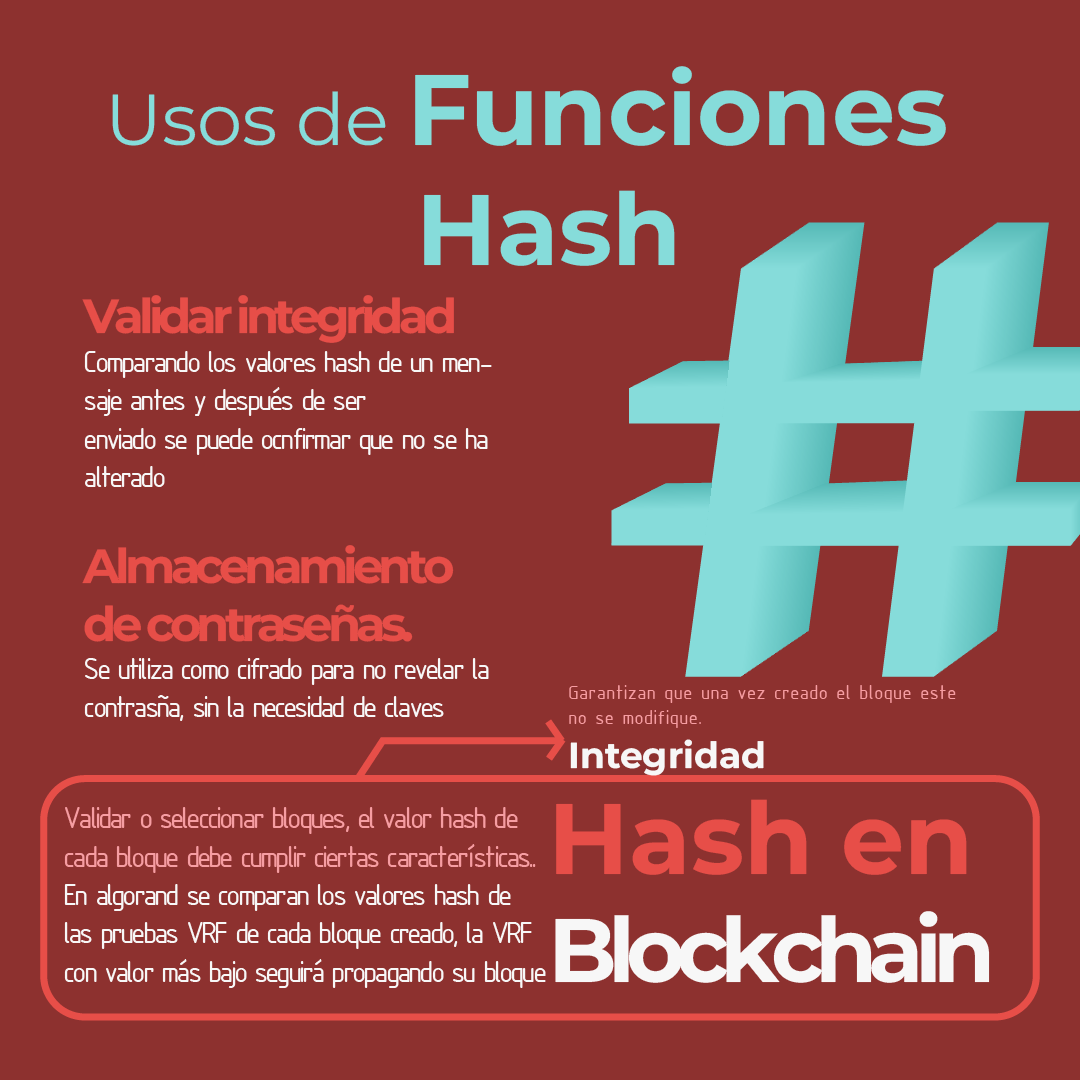 Usos de Funciones
Hash
Validar integridad
Comparando los valores hash de un men-
saje antes y después de ser
enviado se puede ocnfirmar que no se ha
alterado
Almacenamiento
de contraseñas.
Se utiliza como cifrado para no revelar la
contrasña, sin la necesidad de claves
Garantizan que una vez creado el bloque este
no se modifique.
Integridad
Validar o seleccionar bloques, el valor hash de
cada bloque debe cumplir ciertas características..
En algorand se comparan los valores hash de
las pruebas VRF de cada bloque creado, la VRF
con valor más bajo seguirá propagando su bloque
Hash en
Blockchain